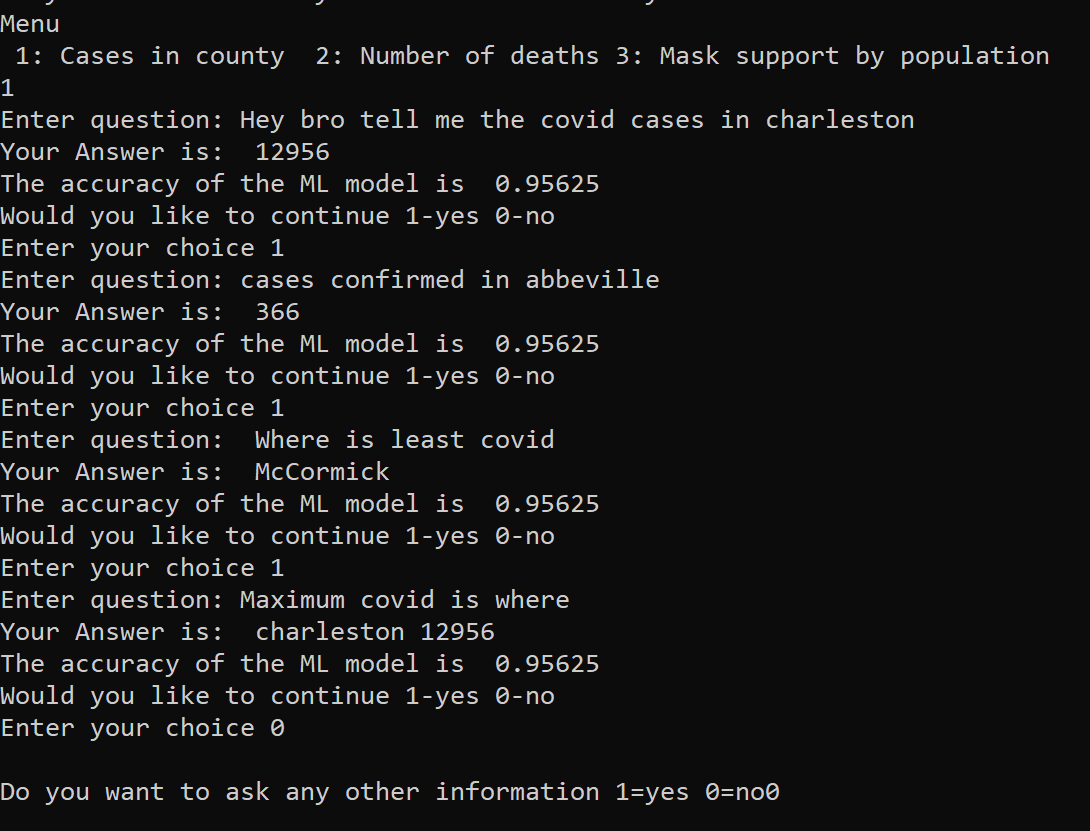 Menu
 1: Cases in county  2: Number of deaths 3: Mask support by population
1
Enter question: Hey bro tell me the covid cases in charleston
Your Answer is:  12956
The accuracy of the ML model is  0.95625
Would you like to continue 1-yes 0-no
Enter your choice 1
Enter question: cases confirmed in abbeville
Your Answer is:  366
The accuracy of the ML model is  0.95625
Would you like to continue 1-yes 0-no
Enter your choice 1
Enter question:  Where is least covid
Your Answer is:  McCormick
The accuracy of the ML model is  0.95625
Would you like to continue 1-yes 0-no
Enter your choice 1
Enter question: Maximum covid is where
Your Answer is:  charleston 12956
The accuracy of the ML model is  0.95625
Would you like to continue 1-yes 0-no
Enter your choice 0

Do you want to ask any other information 1=yes 0=no0